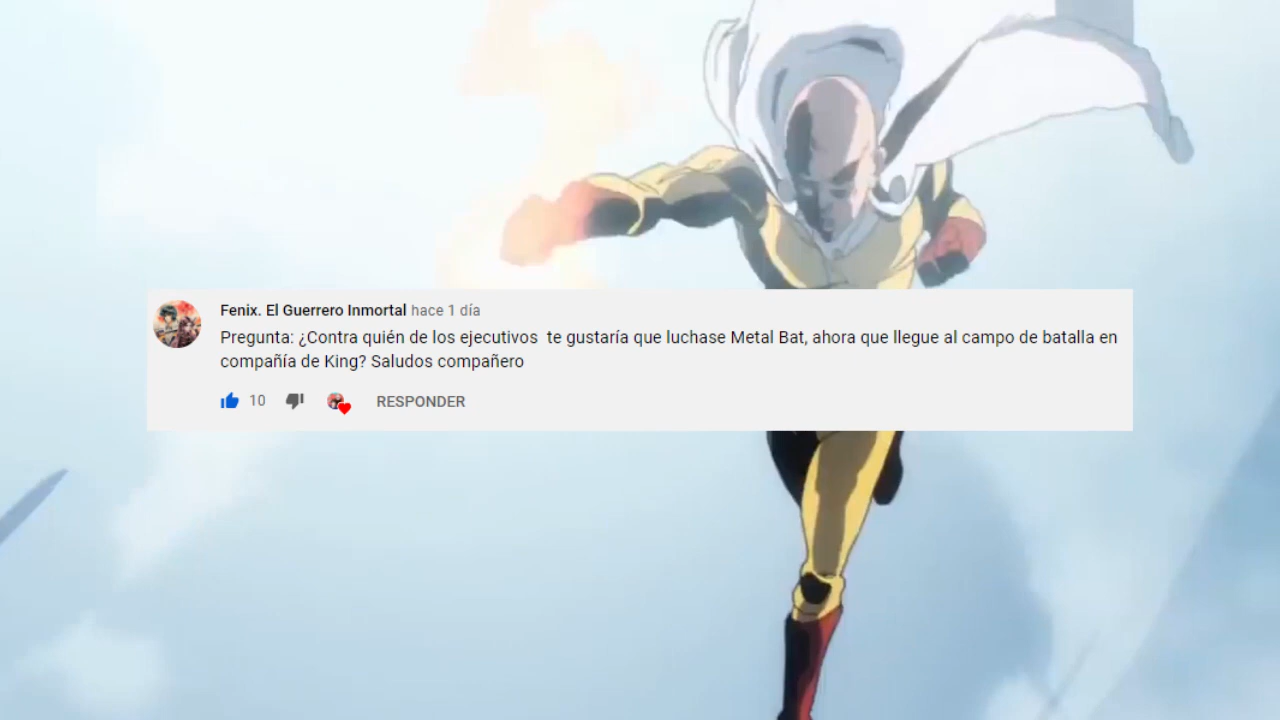 Fenix. El Guerrero Inmortal hace 1 día
Pregunta: ¿Contra quién de los ejecutivos  te gustaría que luchase Metal Bat, ahora que llegue al campo de batalla en
compañía de King? Saludos compañero
10 RESPONDER